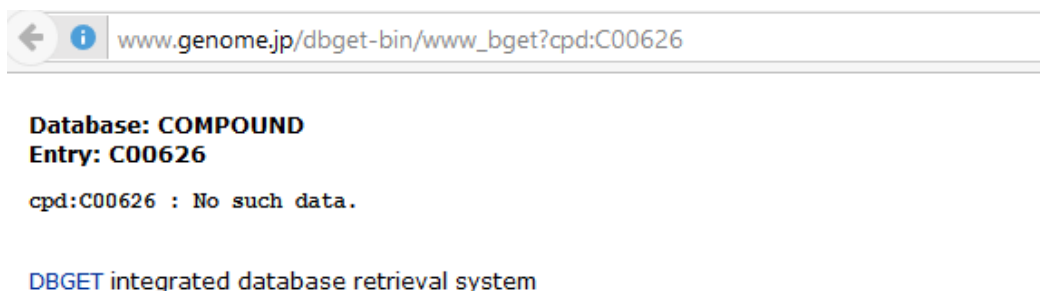 www.genome.jp/dbget-bin/www_bget?cpd:C00626
Database: COMPOUND
Entry: C00626
cpd:C00626 : No such data.
DBGET integrated database retrieval system